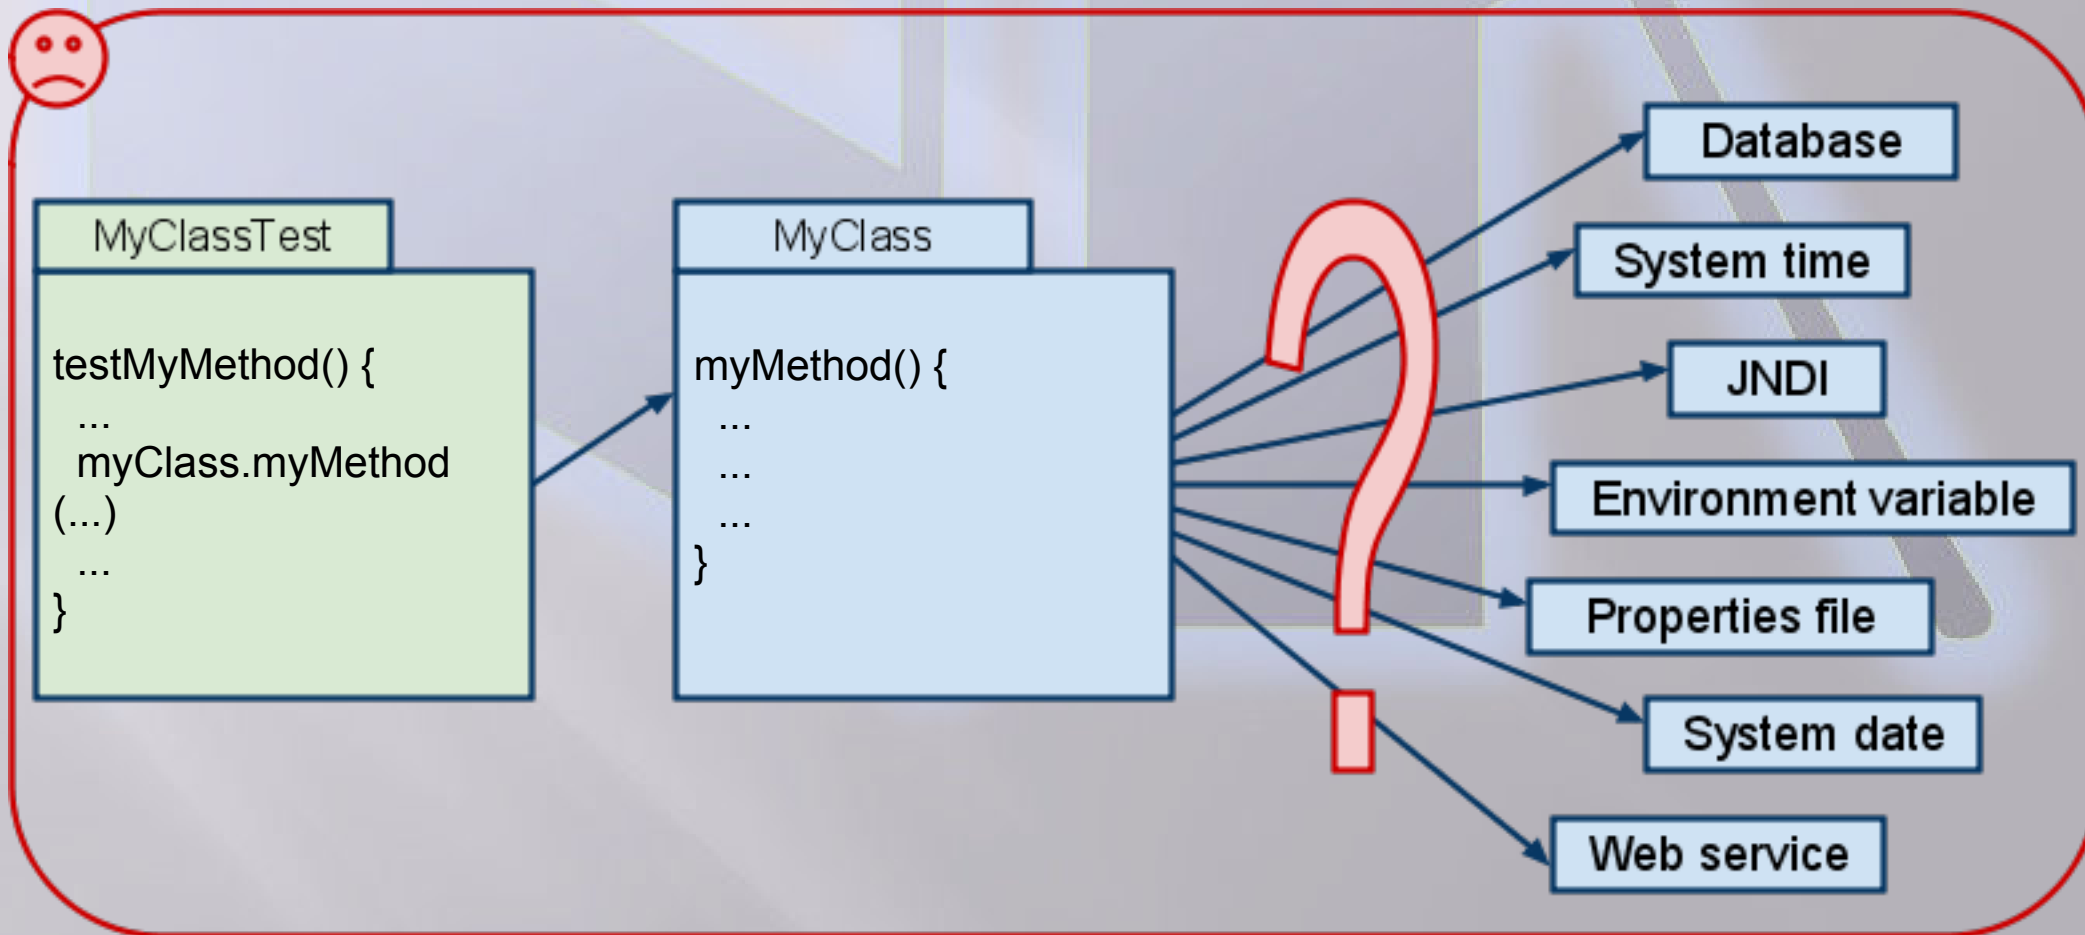 MyClassTest
testMyMethod() {
...
myClass.myMethod
(...)
...
}
MyClass
myMethod() {
...
...
...
}
?
Database
System time
JNDI
Environment variable
Properties file
System date
Web service